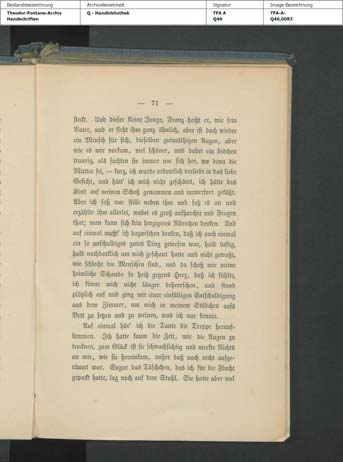 Bestandsbezeichnung
Theodor-Fontane-Archiv
Handschriften
Archivalieneinheit
Q - Handbibliothek
Signatur
TFA A
Q46
Image-Bezeichnung
TFA-A-
Q46,0083
— 71 —
steckt. Und dieser kleine Junge, Franz heißt er, wie sein
Vater, und er sieht ihm ganz ähnlich, aber ist doch wieder
ein Mensch für sich, dieselben gutmüthigen Augen, aber
wie es mir vorkam, viel schöner, und dabei ein bischen
traurig, als suchten sie immer um sich her, wo denn die
Mutter sei, — kurz, ich wurde ordentlich verliebt in das liebe
Gesicht, und hätt' ich mich nicht geschämt, ich hätte das
Kind auf meinen Schoß genommen und immerfort geküßt.
Aber ich saß nur stille neben ihm und sah es an und
erzählte ihm allerlei, wobei es groß aufhorchte und Fragen
that; man kann sich kein herzigeres Närrchen denken. Und
auf einmal mußt' ich dazwischen denken, daß ich auch einmal
ein so unschuldiges gutes Ding gewesen war, halb lustig,
halb nachdenklich um mich geschaut hatte und nicht gewußt,
wie schlecht die Menschen sind, und da schoß mir meine
heimliche Schande so heiß gegens Herz, daß ich fühlte,
ich könnt mich nicht länger beherrschen, und stand
plötzlich auf und ging mit einer einfältigen Entschuldigung
aus dem Zimmer, um mich in meinem Stübchen aufs
Bett zu setzen und zu weinen, was ich nur konnte.
Auf einmal hör' ich die Tante die Treppe herauf-
kommen. Ich hatte kaum die Zeit, mir die Augen zu
trocknen, zum Glück ist sie schwachsichtig und merkte Nichts
an mir, wie sie hereinkam, außer daß noch nicht aufge-
räumt war. Sogar das Täschchen, das ich für die Flucht
gepackt hatte, lag noch auf dem Stuhl. Sie hatte aber viel